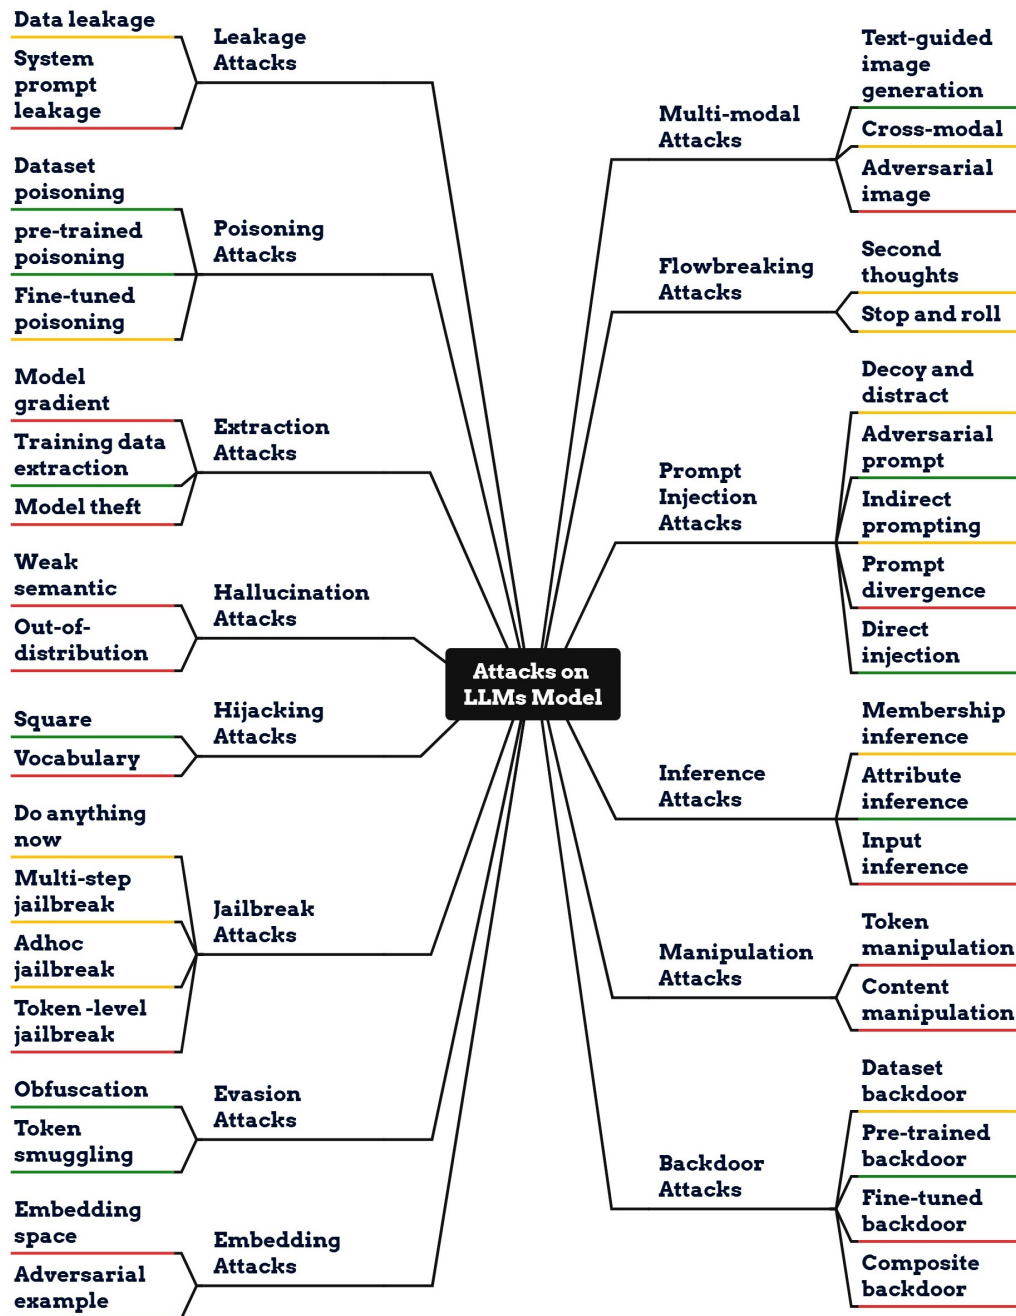 Data leakage
System
prompt
leakage
Leakage
Attacks
Dataset
poisoning
pre-trained
poisoning
Fine-tuned
poisoning
Poisoning
Attacks
Model
gradient
Training data
extraction
Model theft
Extraction
Attacks
Weak
semantic
Out-of-
distribution
Hallucination
Attacks
Square
Vocabulary
Hijacking
Attacks
Do anything
now
Multi-step
jailbreak
Adhoc
jailbreak
Token -level
jailbreak
Jailbreak
Attacks
Obfuscation
Token
smuggling
Evasion
Attacks
Embedding
space
Adversarial
example
Embedding
Attacks
Attacks on
LLMs Model
Multi-modal
Attacks
Text-guided
image
generation
Cross-modal
Adversarial
image
Flowbreaking
Attacks
Second
thoughts
Stop and roll
Prompt
Injection
Attacks
Decoy and
distract
Adversarial
prompt
Indirect
prompting
Prompt
divergence
Direct
injection
Inference
Attacks
Membership
inference
Attribute
inference
Input
inference
Manipulation
Attacks
Token
manipulation
Content
manipulation
Backdoor
Attacks
Dataset
backdoor
Pre-trained
backdoor
Fine-tuned
backdoor
Composite
backdoor